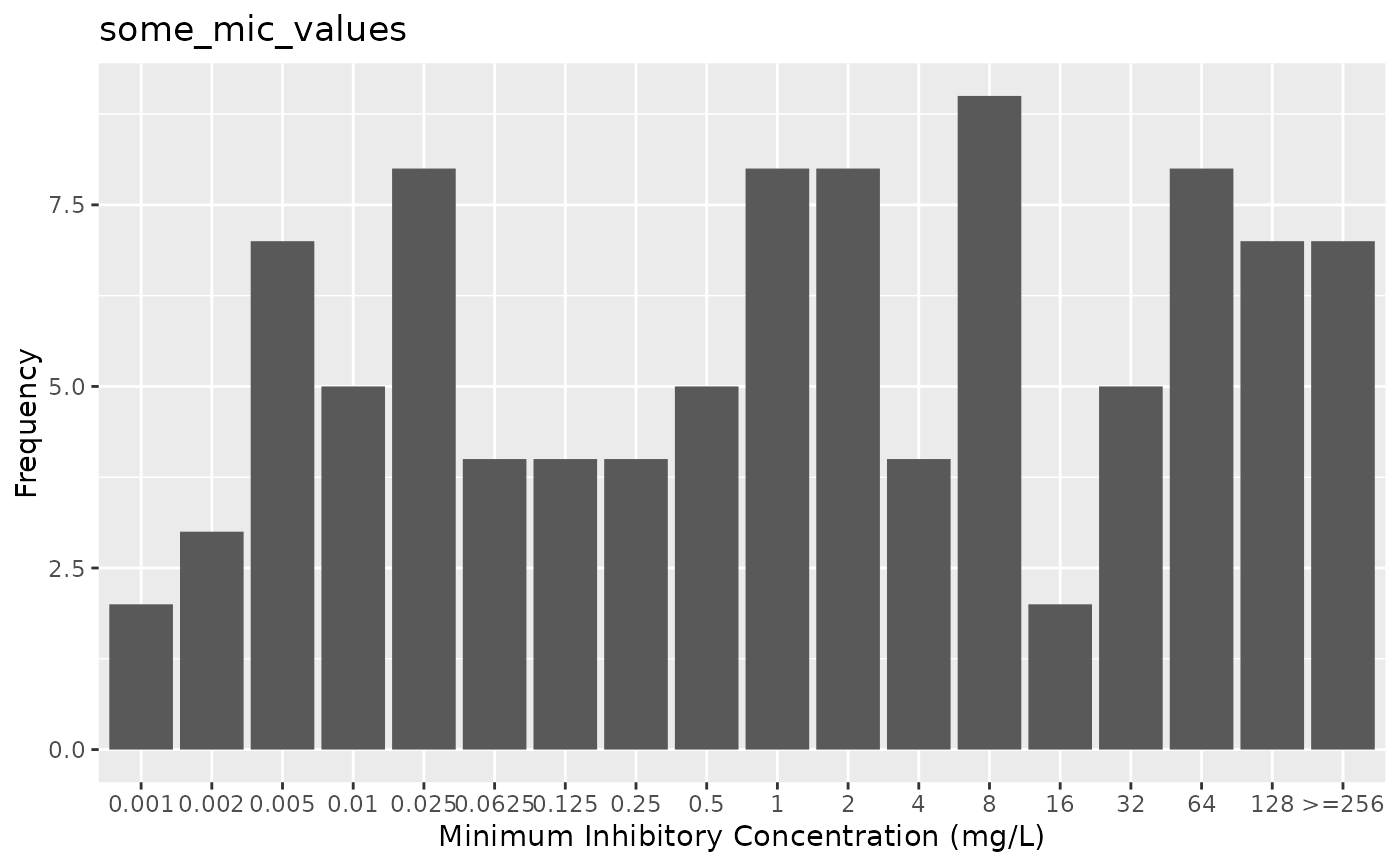 some_mic_values
Frequency
7.5
5.0
2.5
0.0
0.001 0.002 0.005 0.01 0.025 0.0625 0.125 0.25 0.5 1 2 4 8 16 32 64 128 >=256
Minimum Inhibitory Concentration (mg/L)